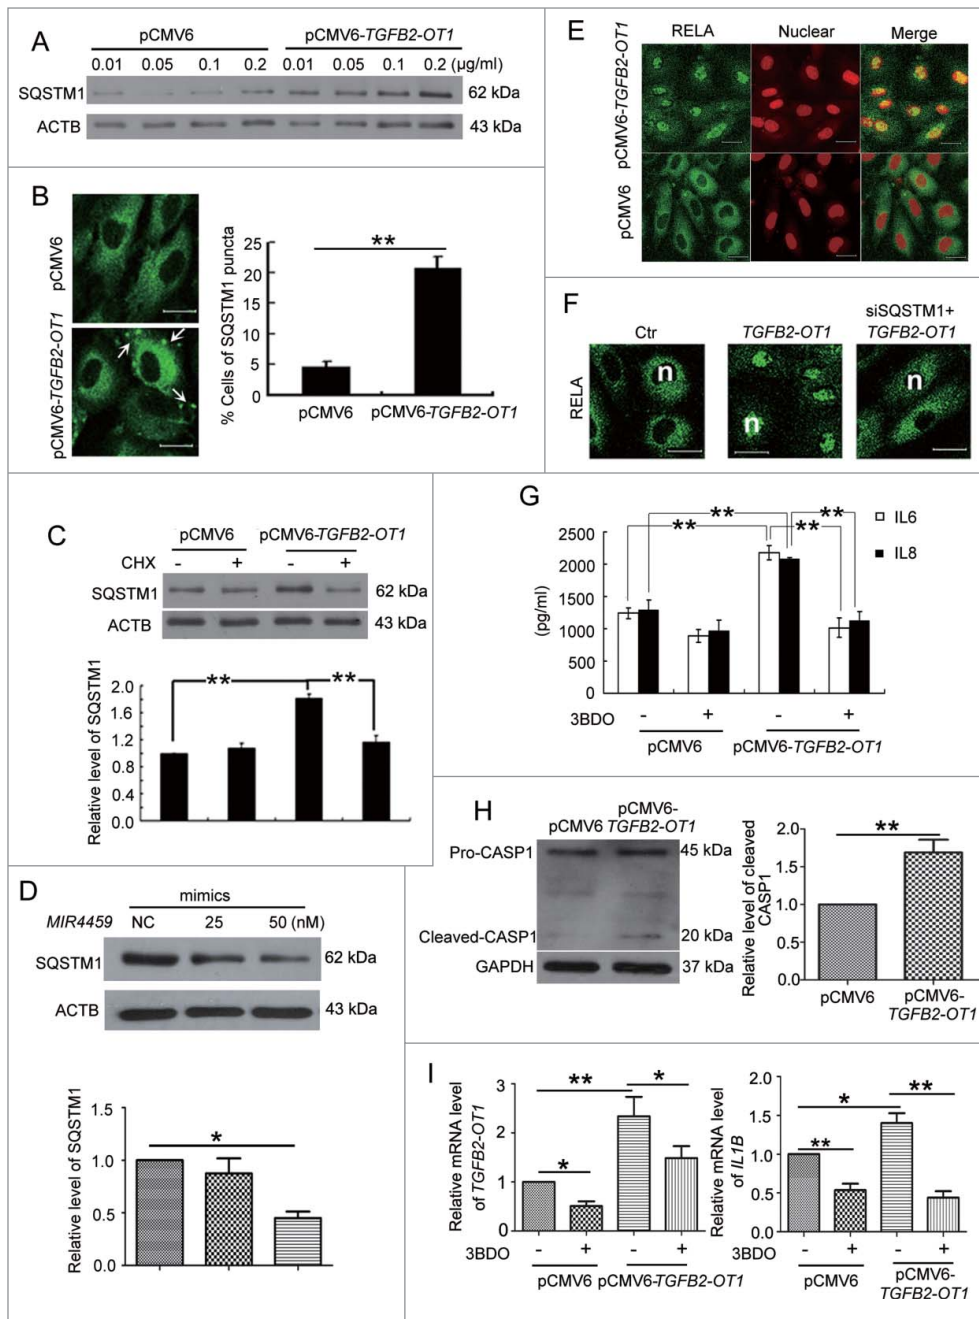 A
pCMV6 pCMV6-TGFB2-OT1
0.01 0.05 0.1 0.2 0.01 0.05 0.1 0.2 (μg/ml)
SQSTM1 62 kDa
ACTB 43 kDa
B
pCMV6
pCMV6-TGFB2-OT1
% Cells of SQSTM1 puncta
25
20
15
10
5
0
**
pCMV6 pCMV6-TGFB2-OT1
C
pCMV6 pCMV6-TGFB2-OT1
CHX - + - +
SQSTM1 62 kDa
ACTB 43 kDa
Relative level of SQSTM1
2.0
1.6
1.2
0.8
0.4
0.0
** **
D
mimics
MIR4459 NC 25 50 (nM)
SQSTM1 62 kDa
ACTB 43 kDa
Relative level of SQSTM1
1.5
1.0
0.5
0.0
*
E
RELA Nuclear Merge
pCMV6-TGFB2-OT1
pCMV6
F
Ctr TGFB2-OT1 siSQSTM1+
TGFB2-OT1
RELA
n n n
G
IL6
IL8
(pg/ml)
2500
2000
1500
1000
500
0
** ** ** **
3BDO - + - +
pCMV6 pCMV6-TGFB2-OT1
H
pCMV6 pCMV6-
TGFB2-OT1
Pro-CASP1 45 kDa
Cleaved-CASP1 20 kDa
GAPDH 37 kDa
Relative level of cleaved
CASP1
2.0
1.5
1.0
0.5
0.0
**
pCMV6 pCMV6-
TGFB2-OT1
I
Relative mRNA level
of TGFB2-OT1
3
2
1
0
** * *
3BDO - + - +
pCMV6 pCMV6-TGFB2-OT1
Relative mRNA level
of IL1B
2.0
1.5
1.0
0.5
0.0
* ** **
3BDO - + - +
pCMV6 pCMV6-
TGFB2-OT1